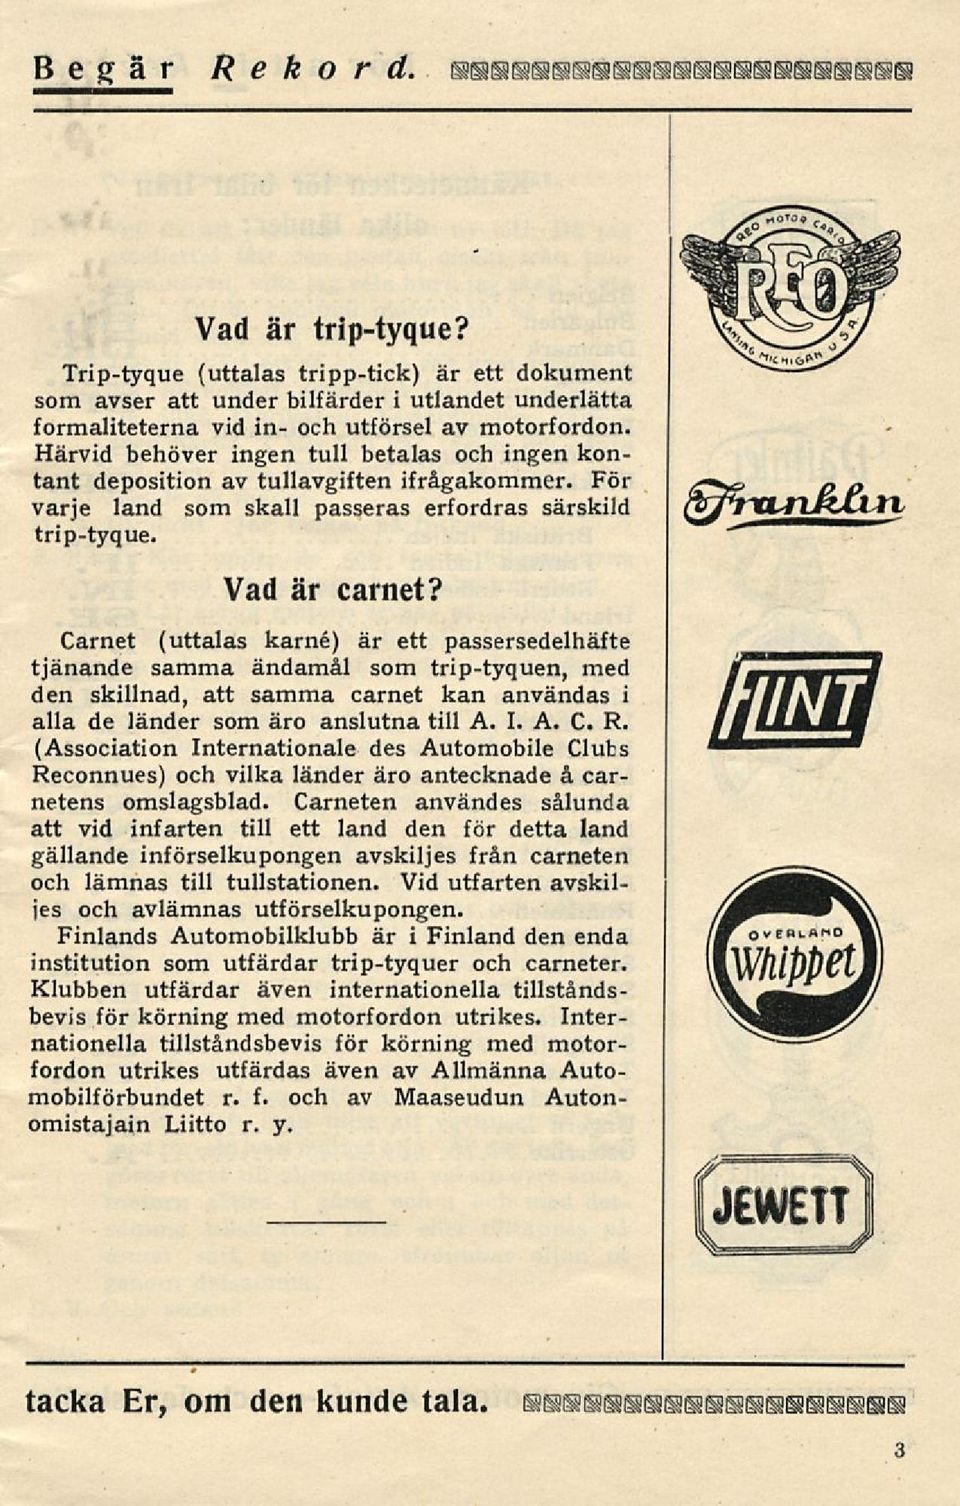 Begär Rekord.
Vad är trip-tyque?
Trip-tyque (uttalas tripp-tick) är ett dokument
som avser att under bilfärder i utlandet underlätta
formaliteterna vid in- och utförsel av motorfordon.
Härvid behöver ingen tull betalas och ingen kon-
tant deposition av tullavgiften ifrågakommer. För
varje land som skall passeras erfordras särskild
trip-tyque.
Vad är carnet?
Carnet (uttalas karné) är ett passersedelhäfte
tjänande samma ändamål som trip-tyquen, med
den skillnad, att samma carnet kan användas i
alla de länder som äro anslutna till A. I. A. C. R.
(Association Internationale des Automobile Clubs
Reconnues) och vilka länder äro antecknade å car-
netens omslagsblad. Carneten användes sålunda
att vid infarten till ett land den för detta land
gällande införselkupongen avskiljes från carneten
och lämnas till tullstationen. Vid utfarten avskil-
jes och avlämnas utförselkupongen.
Finlands Automobilklubb är i Finland den enda
institution som utfärdar trip-tyquer och carneter.
Klubben utfärdar även internationella tillstånds-
bevis för körning med motorfordon utrikes. Inter-
nationella tillståndsbevis för körning med motor-
fordon utrikes utfärdas även av Allmänna Auto-
mobilförbundet r. f. och av Maaseudun Auton-
omistajain Liitto r. y.
REO MOTOR CAR CO.
REO
LANSING, MICHIGAN U.S.A.
Franklin
FLINT
OVERLAND
Whippet
JEWETT
tacka Er, om den kunde tala.
3